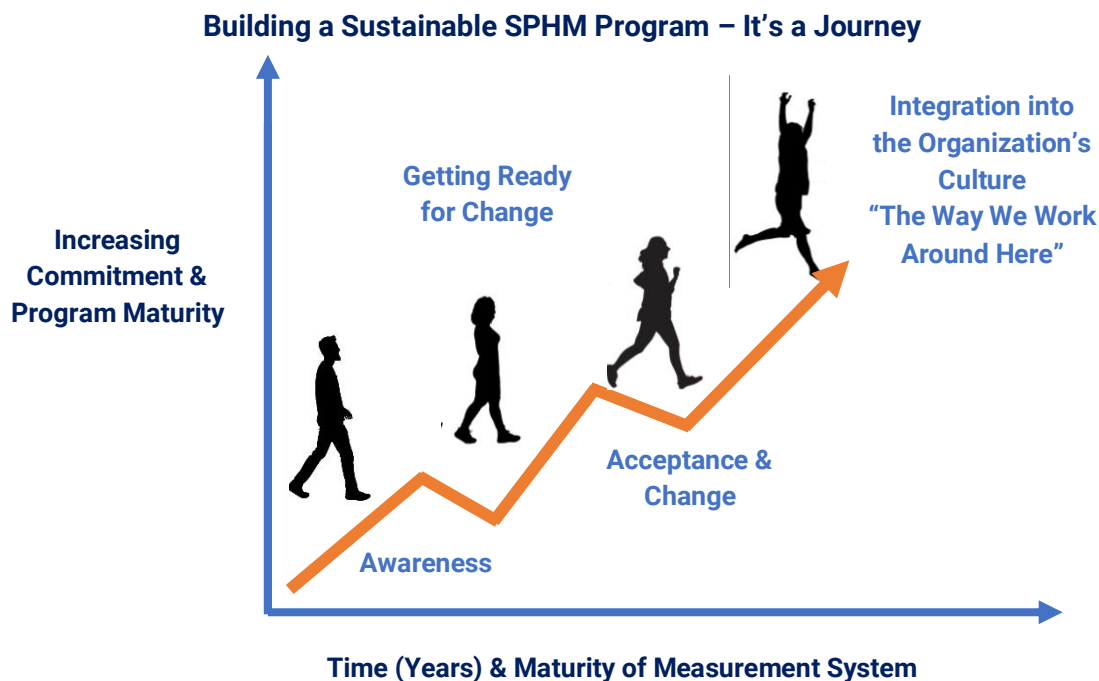 Building a Sustainable SPHM Program – It’s a Journey
Getting Ready
for Change
Integration into
the Organization’s
Culture
“The Way We Work
Around Here”
Increasing
Commitment &
Program Maturity
Acceptance &
Change
Awareness
Time (Years) & Maturity of Measurement System